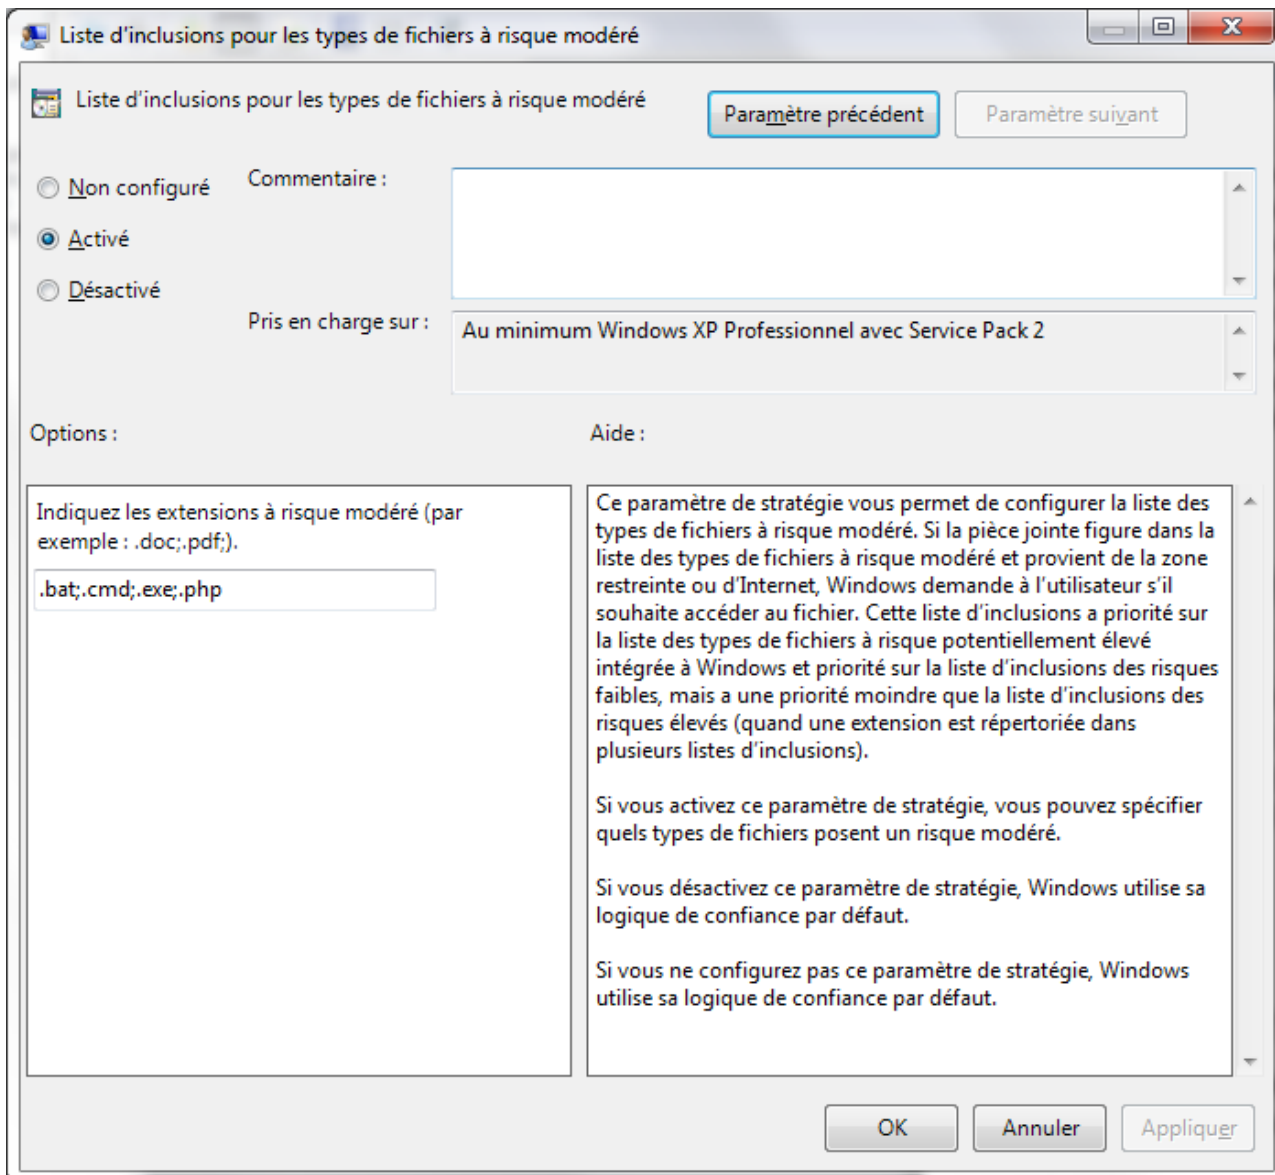 Liste d'inclusions pour les types de fichiers à risque modéré
Liste d'inclusions pour les types de fichiers à risque modéré
Paramètre précédent
Paramètre suivant
Non configuré
Commentaire :
Activé
Désactivé
Pris en charge sur :
Au minimum Windows XP Professionnel avec Service Pack 2
Options :
Aide :
Indiquez les extensions à risque modéré (par
exemple : .doc;.pdf;).
.bat;.cmd;.exe;.php
Ce paramètre de stratégie vous permet de configurer la liste des
types de fichiers à risque modéré. Si la pièce jointe figure dans la
liste des types de fichiers à risque modéré et provient de la zone
restreinte ou d’Internet, Windows demande à l’utilisateur s’il
souhaite accéder au fichier. Cette liste d’inclusions a priorité sur
la liste des types de fichiers à risque potentiellement élevé
intégrée à Windows et priorité sur la liste d’inclusions des risques
faibles, mais a une priorité moindre que la liste d’inclusions des
risques élevés (quand une extension est répertoriée dans
plusieurs listes d’inclusions).
Si vous activez ce paramètre de stratégie, vous pouvez spécifier
quels types de fichiers posent un risque modéré.
Si vous désactivez ce paramètre de stratégie, Windows utilise sa
logique de confiance par défaut.
Si vous ne configurez pas ce paramètre de stratégie, Windows
utilise sa logique de confiance par défaut.
OK
Annuler
Appliquer